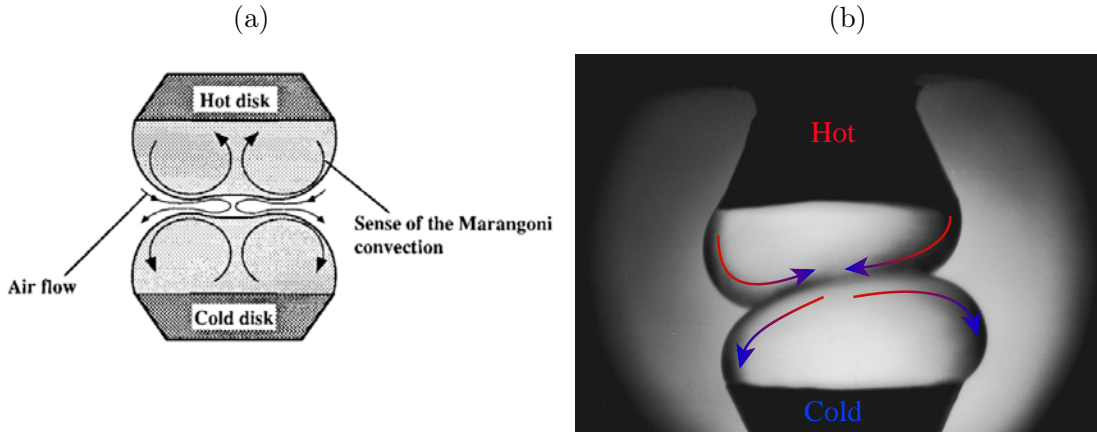 (a)
(b)
Hot disk
Hot
Sense of the Marangoni
convection
Air flow
Cold disk
Cold